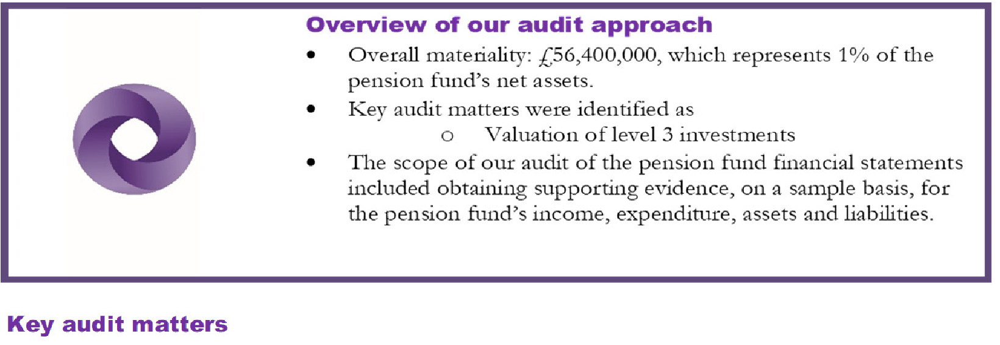 Overview of our audit approach
• Overall materiality: £56,400,000, which represents 1% of the
pension fund's net assets.
• Key audit matters were identified as
o Valuation of level 3 investments
• The scope of our audit of the pension fund financial statements
included obtaining supporting evidence, on a sample basis, for
the pension fund's income, expenditure, assets and liabilities.
Key audit matters